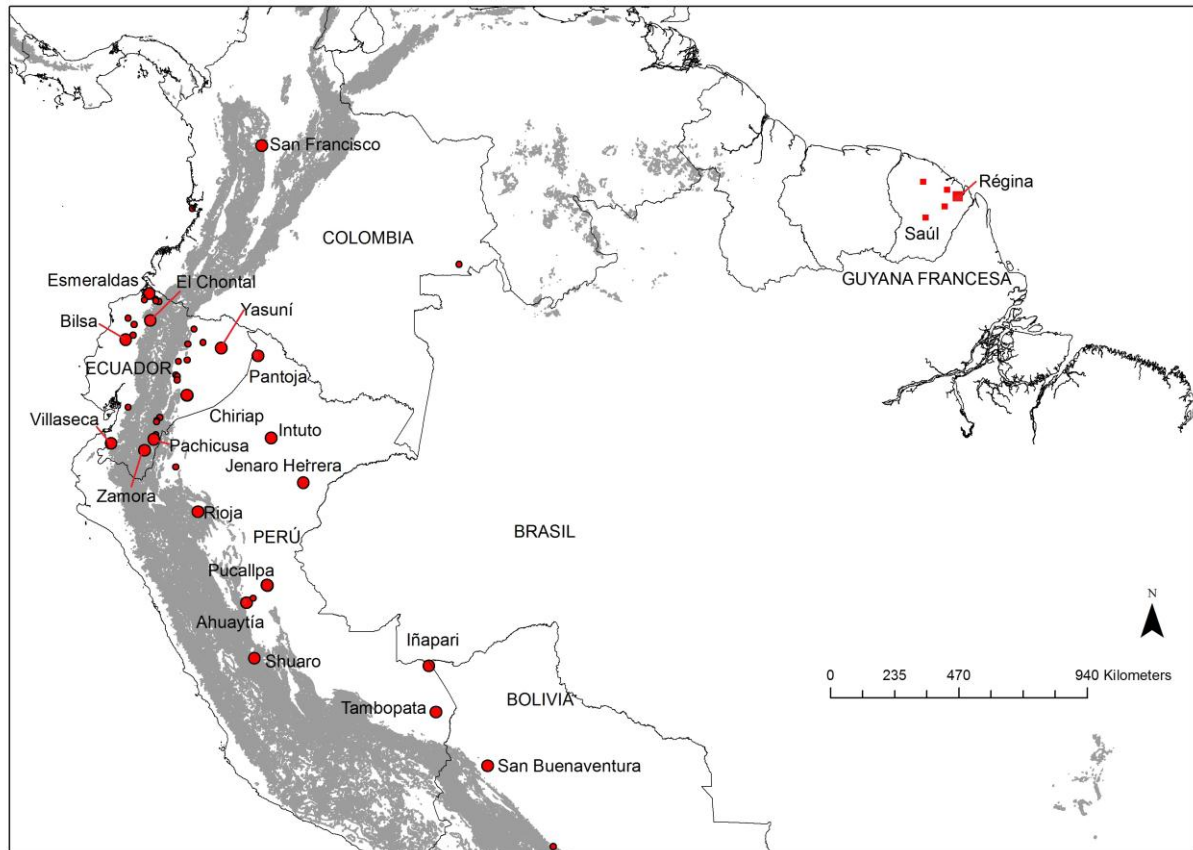 San Francisco
Régina
Saúl
COLOMBIA
GUYANA FRANCESA
Esmeraldas
El Chontal
Yasuní
Bilsa
ECUADOR
Pantoja
Villaseca
Chiriap
Intuto
Pachicusa
Jenaro Herrera
Zamora
Rioja
PERÚ
BRASIL
Pucallpa
Ahuaytía
Shuaro
Iñapari
N
0 235 470 940 Kilometers
Tambopata
BOLIVIA
San Buenaventura